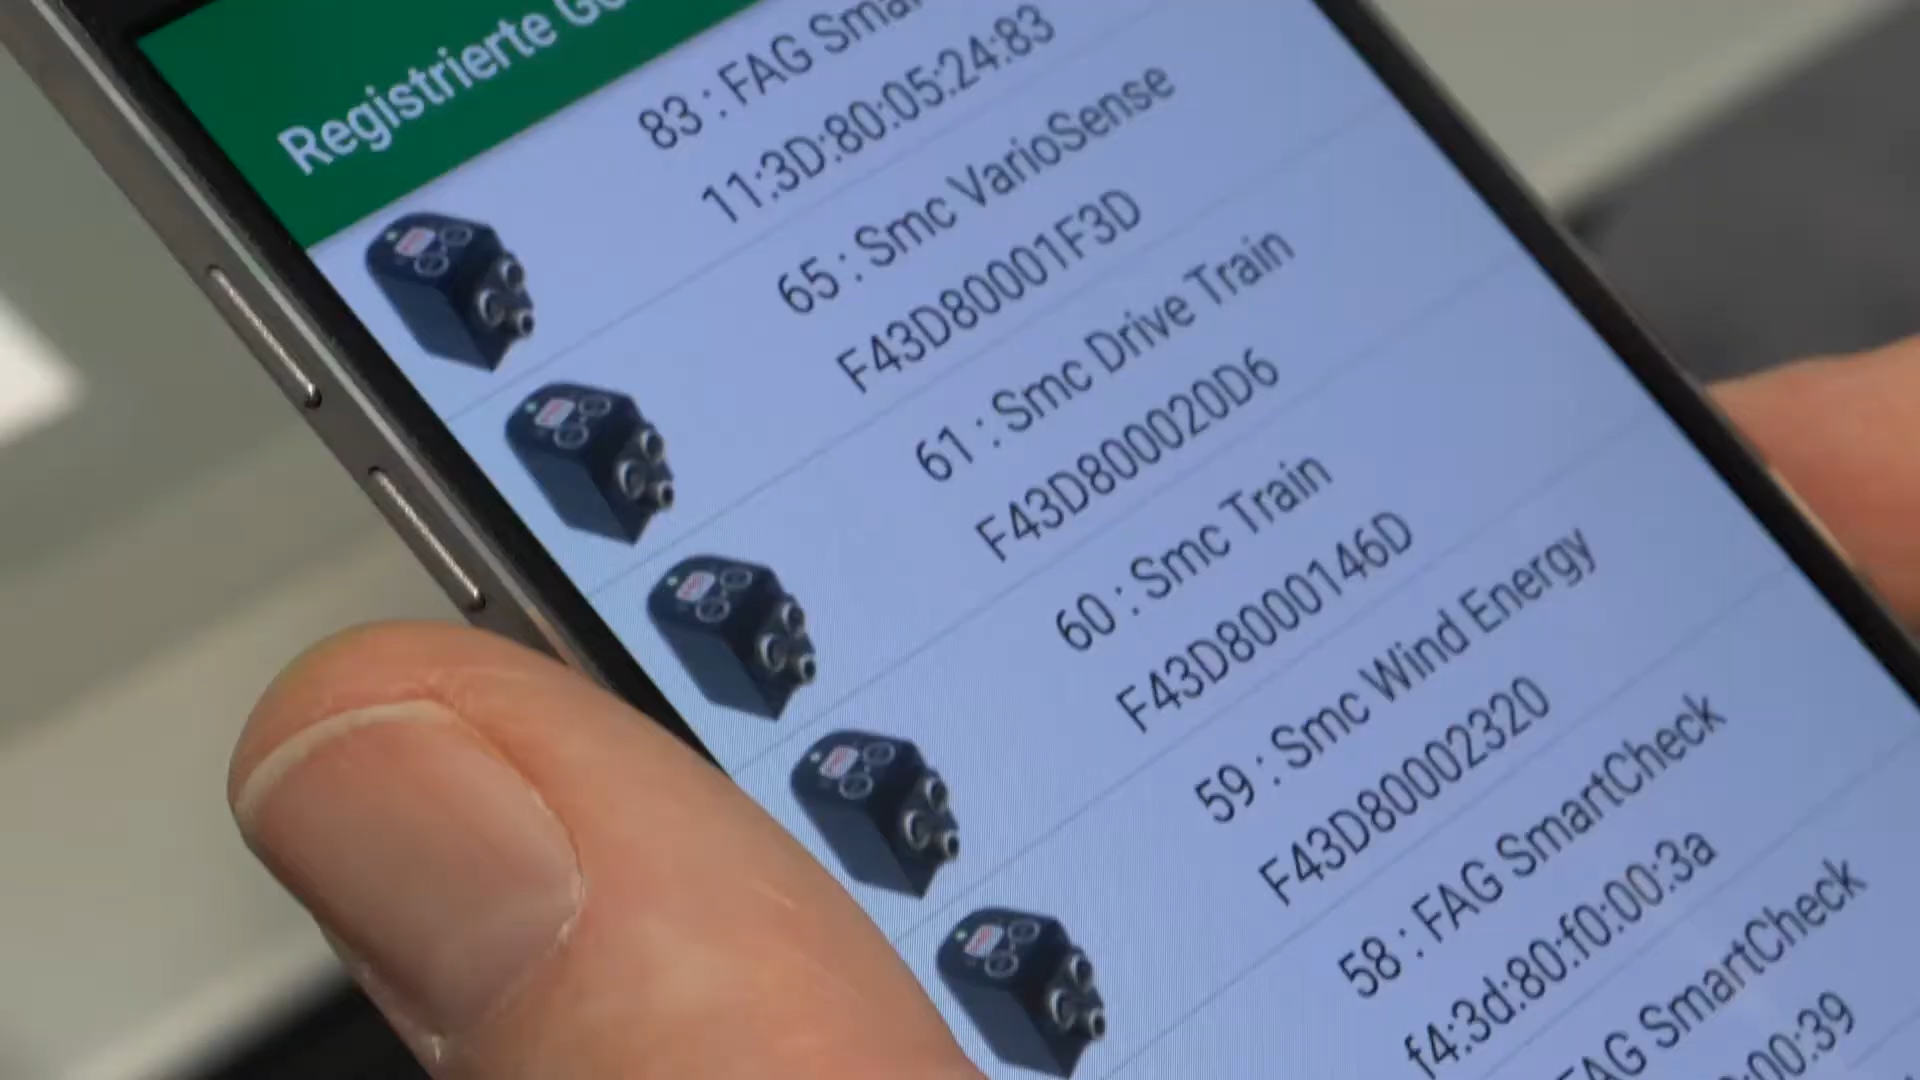 Registrierte
83 : FAG
11:3D:80:05:24:83
65 : Smc VarioSense
F43D80001F3D
61 : Smc Drive Train
F43D800020D6
60 : Smc Train
F43D8000146D
59 : Smc Wind Energy
F43D80002320
58 : FAG SmartCheck
f4:3d:80:f0:00:3a
FAG SmartCheck
00:39